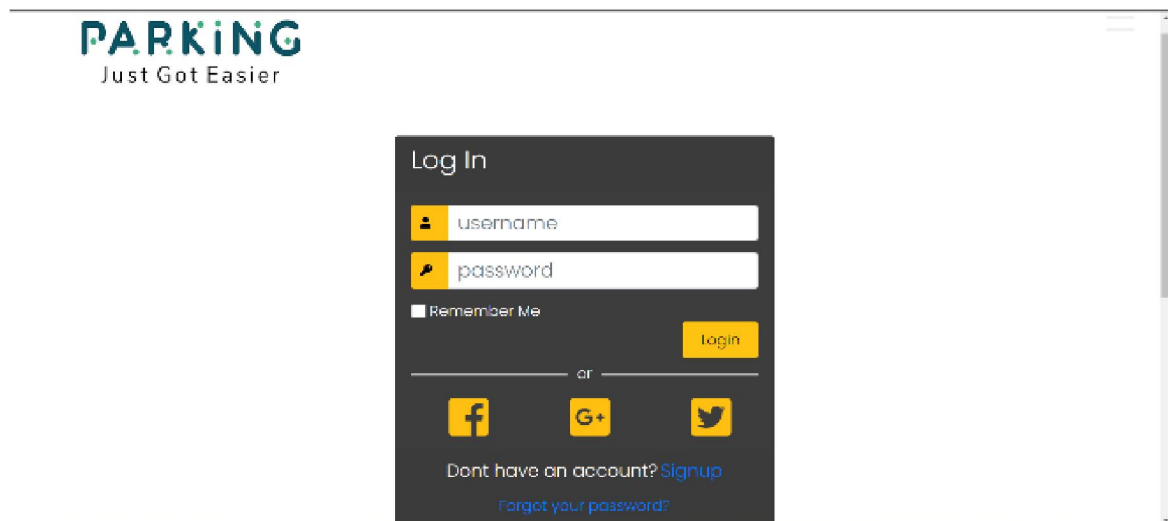 PARKiNG
Just Got Easier
Log In
username
password
Remember Me
Login
or
G+
Dont have an account? Signup
Forgot your password?